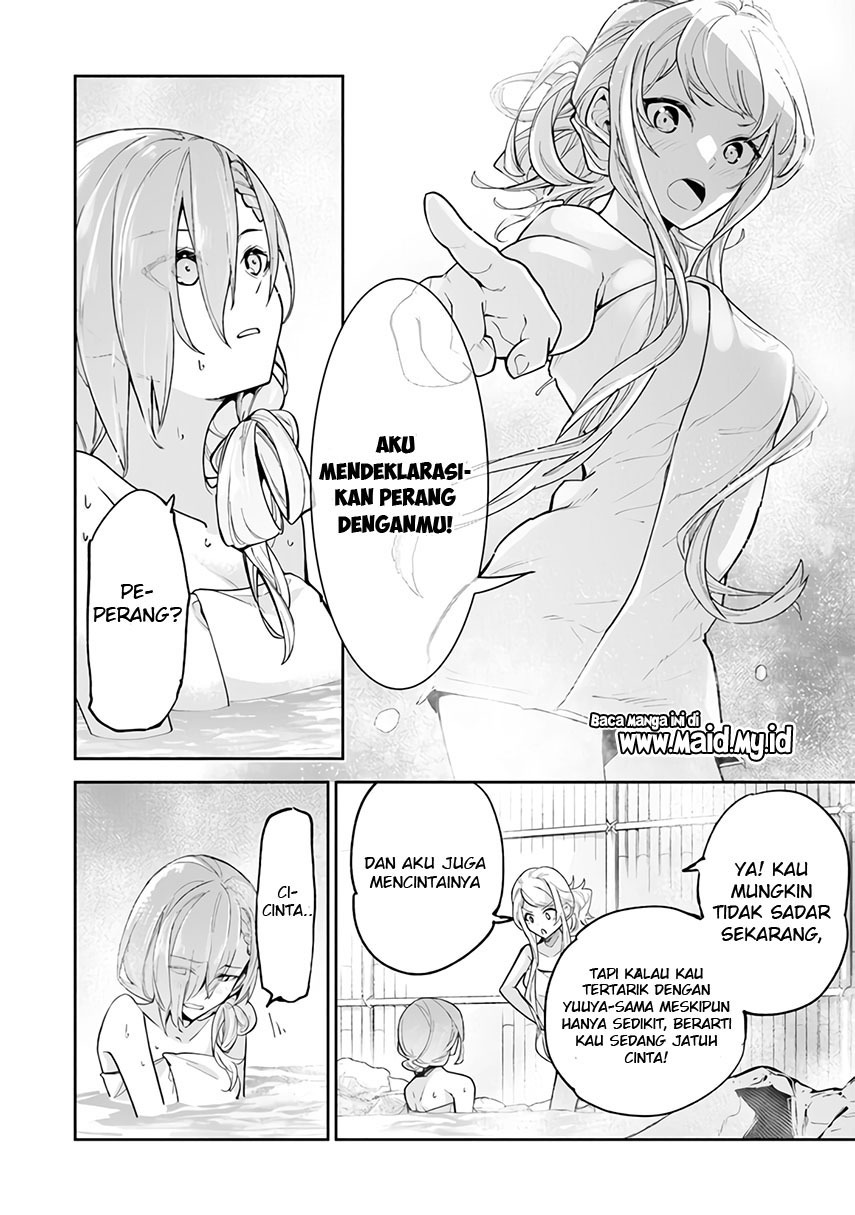 AKU
MENDEKLARASI-
KAN PERANG
DENGANMU!
PE-
PERANG?
Baca Manga ini di
www.Maid.my.id
YA! KAU
MUNGKIN
TIDAK SADAR
SEKARANG,
TAPI KALAU KAU
TERTARIK DENGAN
YUUYA-SAMA MESKIPUN
HANYA SEDIKIT, BERARTI
KAU SEDANG JATUH
CINTA!
DAN AKU JUGA
MENCINTAINYA
CI-
CINTA..